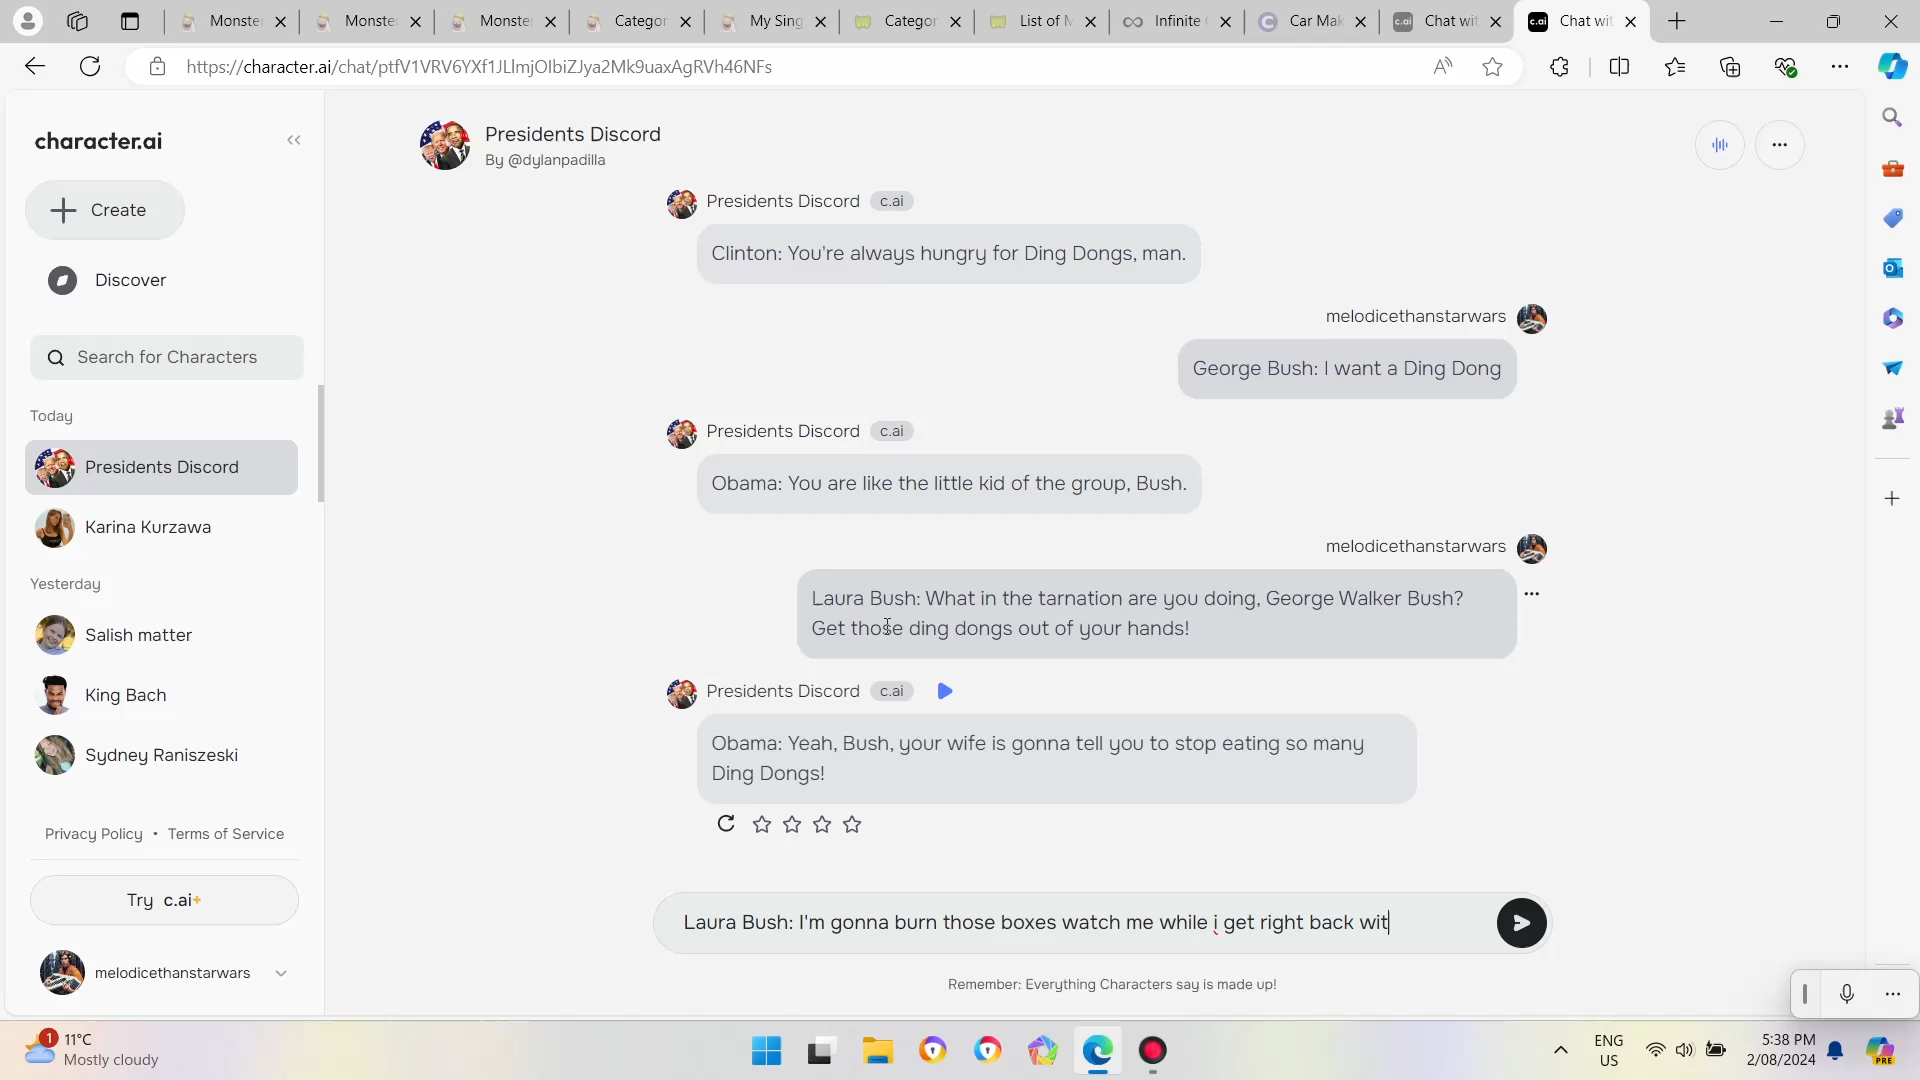 Monster
Monster
Monster
Categor
My Sing
Categor
List of M
Infinite
Car Mak
Chat wit
Chat wit
https://character.ai/chat/ptfV1VRV6YXf1JLlmjOIbiZJya2Mk9uaxAgRVh46NFs
character.ai
Create
Discover
Search for Characters
Today
Presidents Discord
Karina Kurzawa
Yesterday
Salish matter
King Bach
Sydney Raniszeski
Privacy Policy • Terms of Service
Try c.ai+
melodicethanstarwars
Presidents Discord
By @dylanpadilla
Presidents Discord c.ai
Clinton: You're always hungry for Ding Dongs, man.
melodicethanstarwars
George Bush: I want a Ding Dong
Presidents Discord c.ai
Obama: You are like the little kid of the group, Bush.
melodicethanstarwars
Laura Bush: What in the tarnation are you doing, George Walker Bush?
Get those ding dongs out of your hands!
Presidents Discord c.ai
Obama: Yeah, Bush, your wife is gonna tell you to stop eating so many
Ding Dongs!
Laura Bush: I'm gonna burn those boxes watch me while i get right back wit
Remember: Everything Characters say is made up!
1
11°C
Mostly cloudy
ENG
US
5:38 PM
2/08/2024
PRE